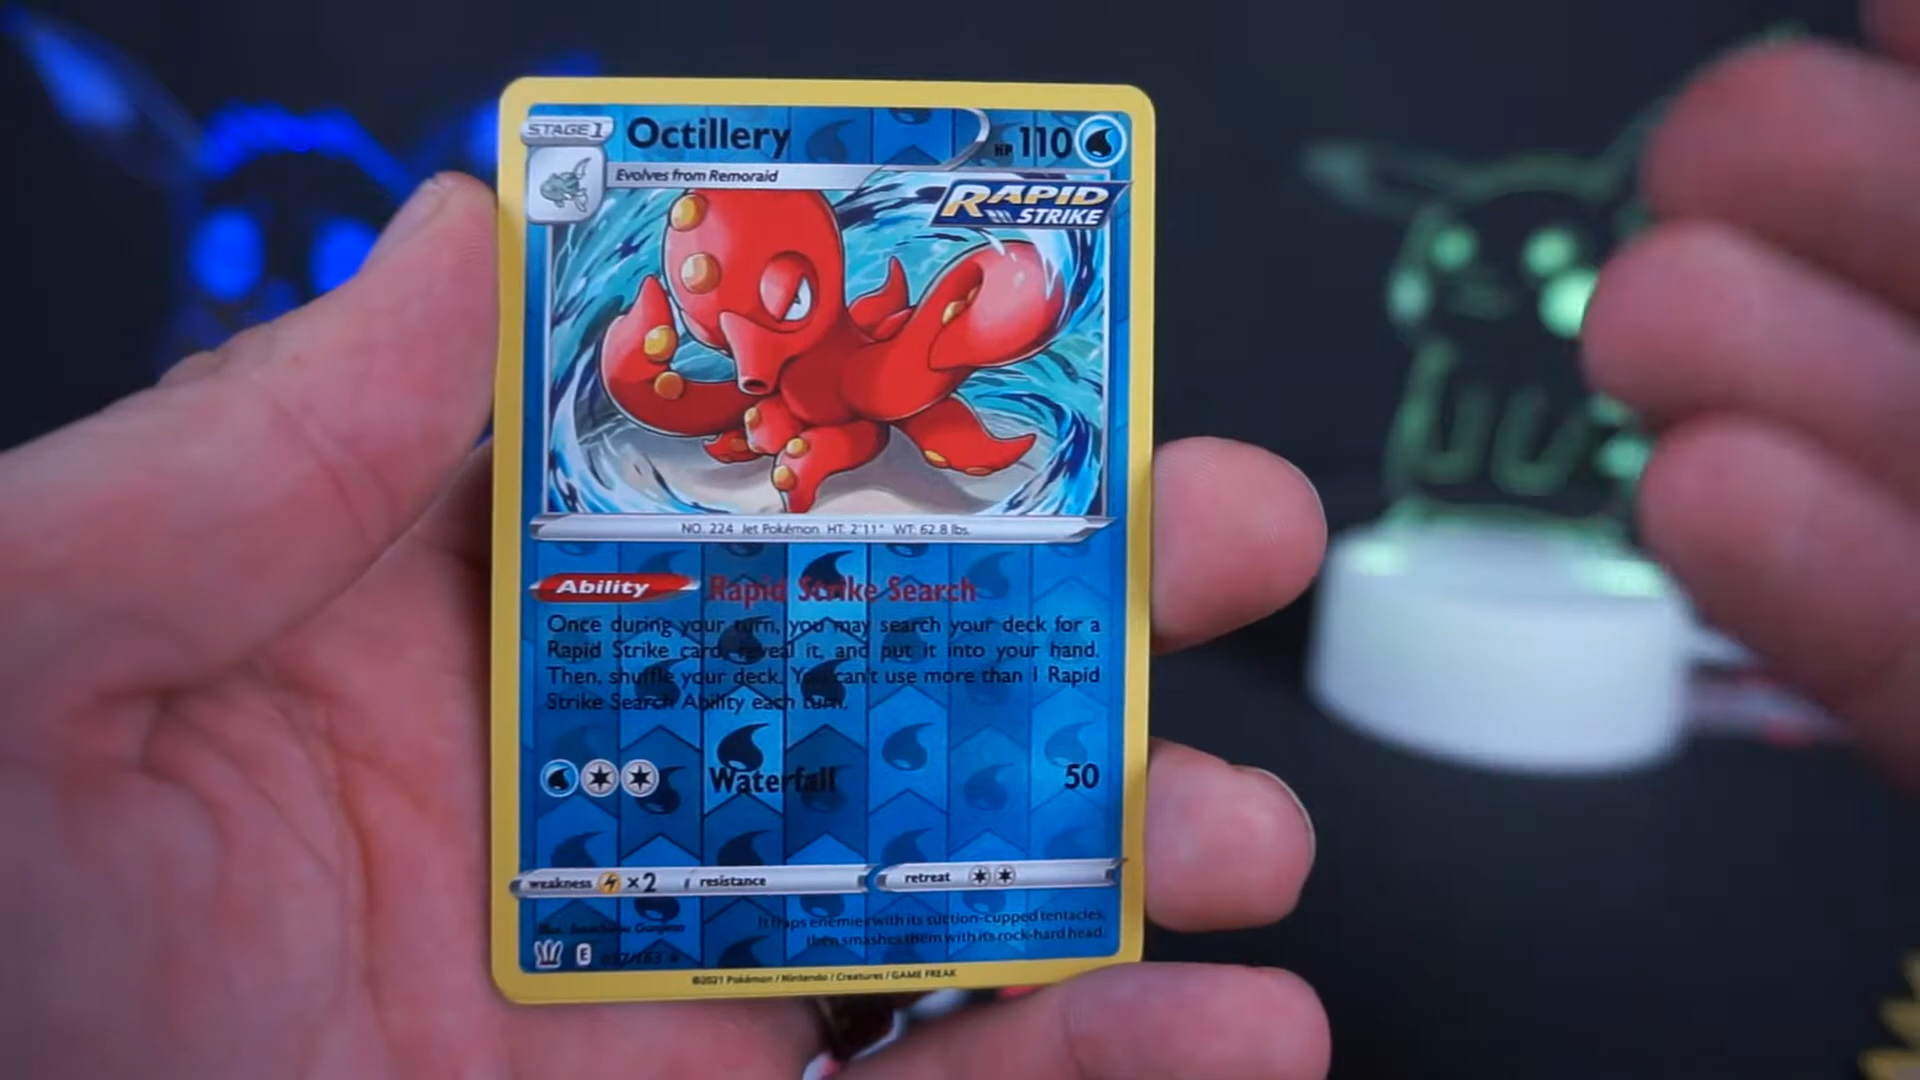 STAGE 1
Octillery
HP 110
Evolves from Remoraid
RAPID
STRIKE
NO. 224 Jet Pokémon HT: 2'11" WT: 62.8 lbs.
Ability Rapid Strike Search
Once during your turn, you may search your deck for a
Rapid Strike card, reveal it, and put it into your hand.
Then, shuffle your deck. You can't use more than 1 Rapid
Strike Search Ability each turn.
Waterfall 50
weakness ×2 resistance retreat
It traps enemies with its suction-cupped tentacles,
then smashes them with its rock-hard head.
Illus.
E /163
©2021 Pokémon / Nintendo / Creatures / GAME FREAK